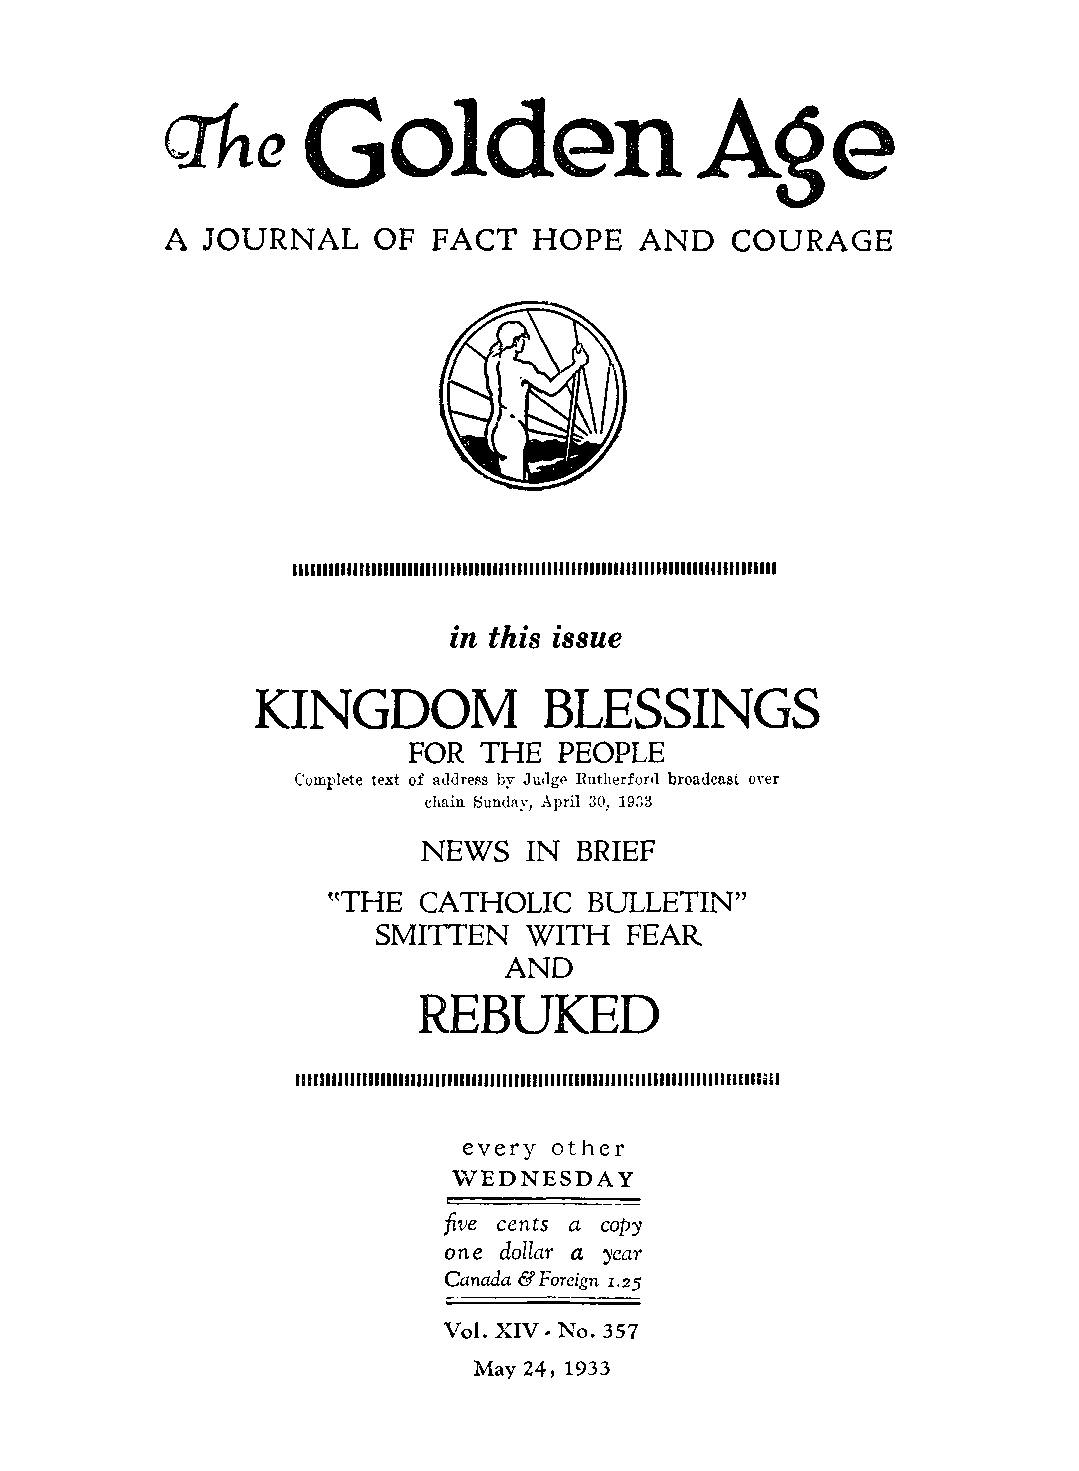 The Golden Age
A JOURNAL OF FACT HOPE AND COURAGE
in this issue
KINGDOM BLESSINGS
FOR THE PEOPLE
Complete text of address by Judge Rutherford broadcast over
chain Sunday, April 30, 1933
NEWS IN BRIEF
"THE CATHOLIC BULLETIN"
SMITTEN WITH FEAR
AND
REBUKED
every other
WEDNESDAY
five cents a copy
one dollar a year
Canada & Foreign 1.25
Vol. XIV - No. 357
May 24, 1933